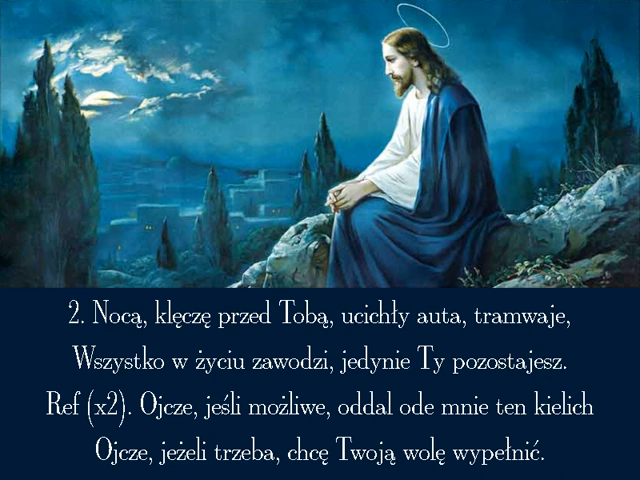 2. Nocą, klęczę przed Tobą, ucichły auta, tramwaje,
Wszystko w życiu zawodzi, jedynie Ty pozostajesz.
Ref (x2). Ojcze, jeśli możliwe, oddal ode mnie ten kielich
Ojcze, jeżeli trzeba, chcę Twoją wolę wypełnić.